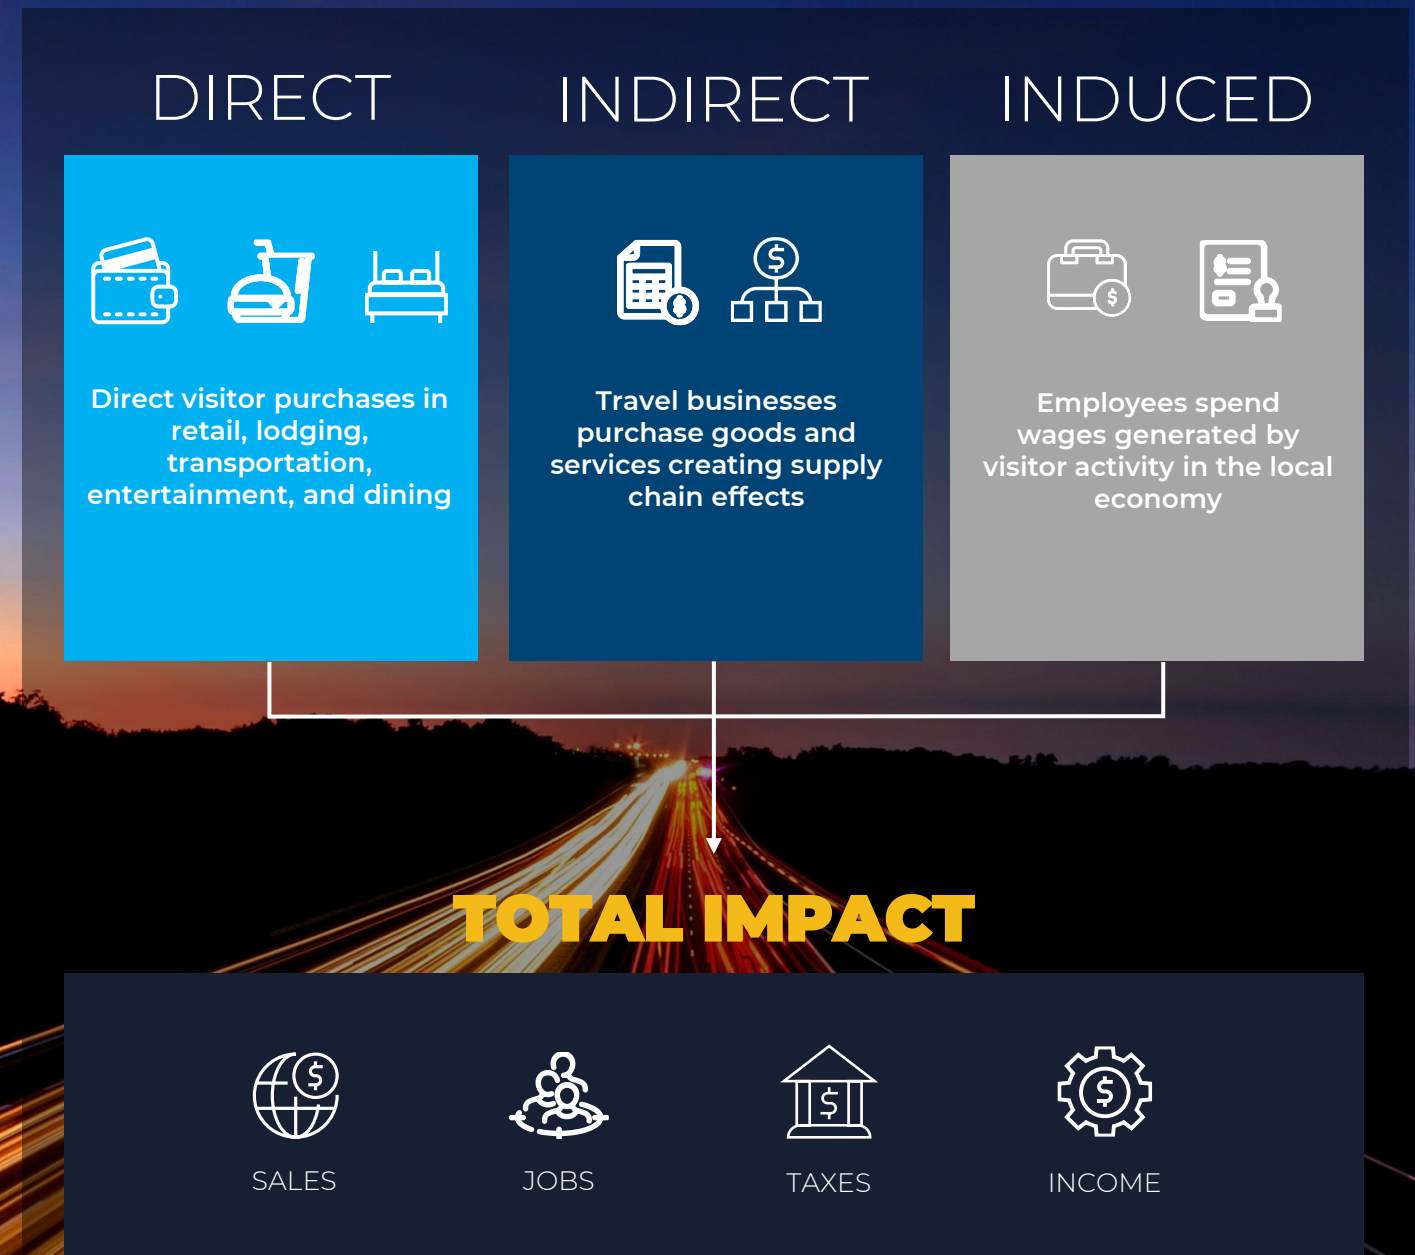 DIRECT
INDIRECT
INDUCED
Direct visitor purchases in
retail, lodging,
transportation,
entertainment, and dining
Travel businesses
purchase goods and
services creating supply
chain effects
Employees spend
wages generated by
visitor activity in the local
economy
TOTAL IMPACT
SALES
JOBS
TAXES
INCOME